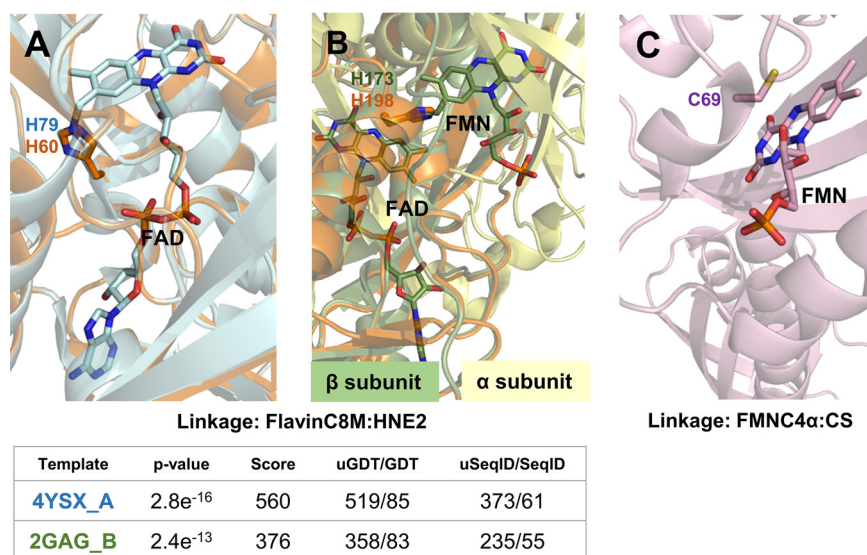 A
B
C
H79
H60
FAD
H173
H198
FMN
FAD
C69
FMN
β subunit
α subunit
Linkage: FlavinC8M:HNE2
Linkage: FMNC4α:CS
Template p-value Score uGDT/GDT uSeqID/SeqID
4YSX_A 2.8e-16 560 519/85 373/61
2GAG_B 2.4e-13 376 358/83 235/55